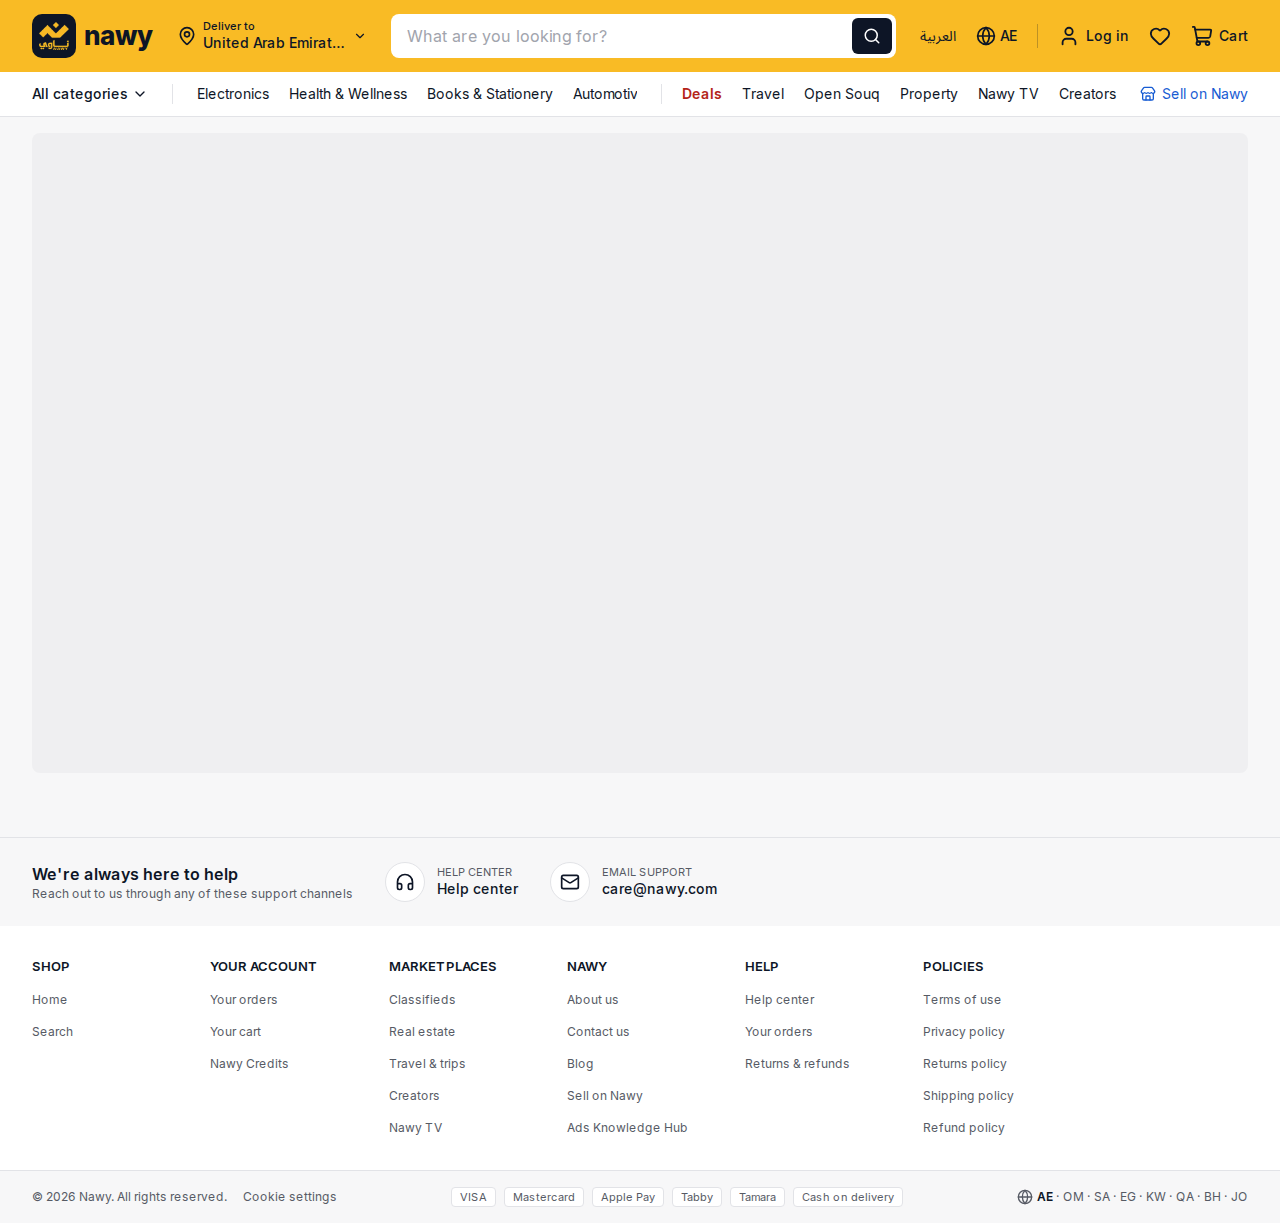 ناوي
NAWY
nawy
Deliver to
United Arab Emirat...
What are you looking for?
العربية
AE
Log in
Cart
All categories
Electronics
Health & Wellness
Books & Stationery
Automotiv
Deals
Travel
Open Souq
Property
Nawy TV
Creators
Sell on Nawy
We're always here to help
Reach out to us through any of these support channels
HELP CENTER
Help center
EMAIL SUPPORT
care@nawy.com
SHOP
Home
Search
YOUR ACCOUNT
Your orders
Your cart
Nawy Credits
MARKETPLACES
Classifieds
Real estate
Travel & trips
Creators
Nawy TV
NAWY
About us
Contact us
Blog
Sell on Nawy
Ads Knowledge Hub
HELP
Help center
Your orders
Returns & refunds
POLICIES
Terms of use
Privacy policy
Returns policy
Shipping policy
Refund policy
© 2026 Nawy. All rights reserved.
Cookie settings
VISA
Mastercard
Apple Pay
Tabby
Tamara
Cash on delivery
AE · OM · SA · EG · KW · QA · BH · JO